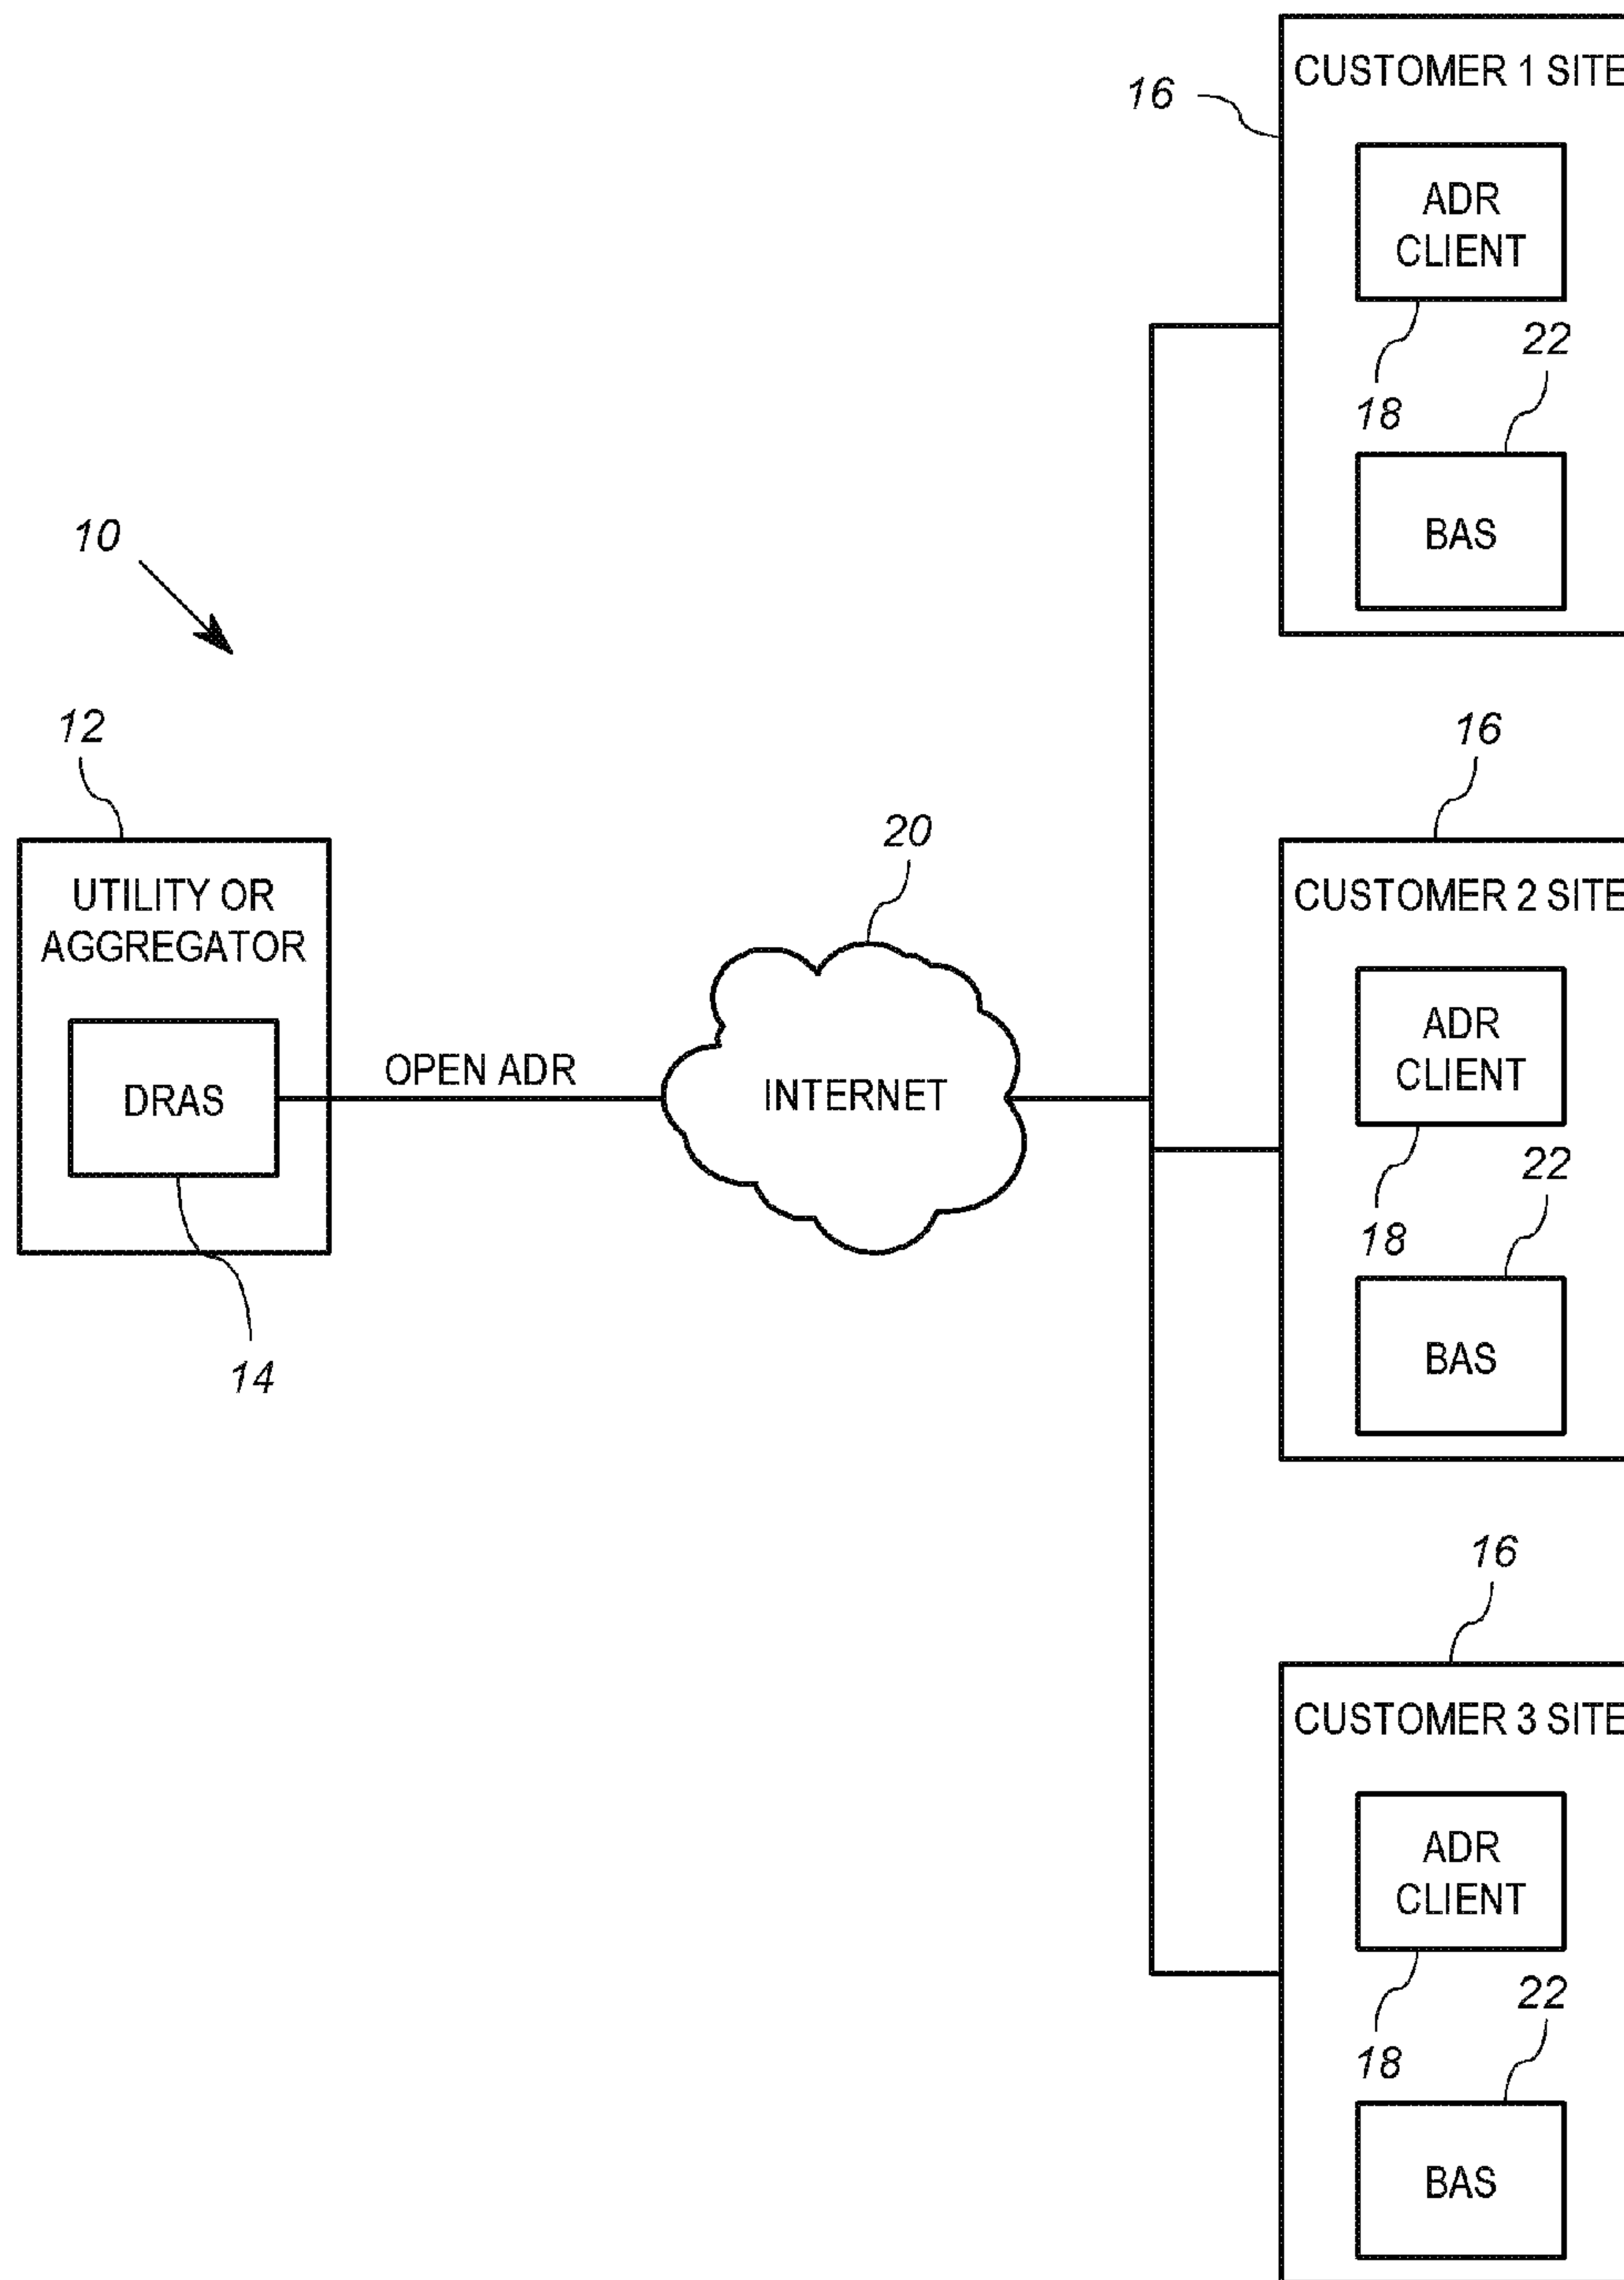 CUSTOMER 1 SITE
16
ADR
CLIENT
22
18
BAS
10
12
UTILITY OR
AGGREGATOR
DRAS
14
OPEN ADR
20
INTERNET
16
CUSTOMER 2 SITE
ADR
CLIENT
22
18
BAS
16
CUSTOMER 3 SITE
ADR
CLIENT
22
18
BAS